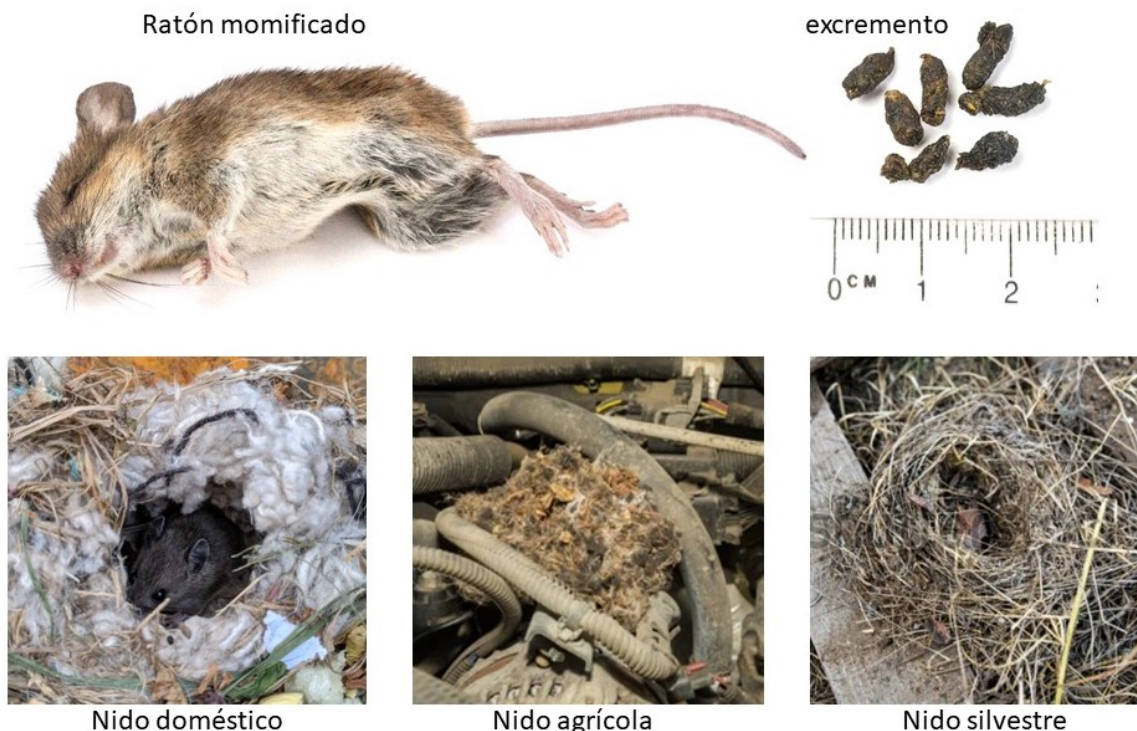 Ratón momificado
excremento
0 CM 1 2
Nido doméstico
Nido agrícola
Nido silvestre